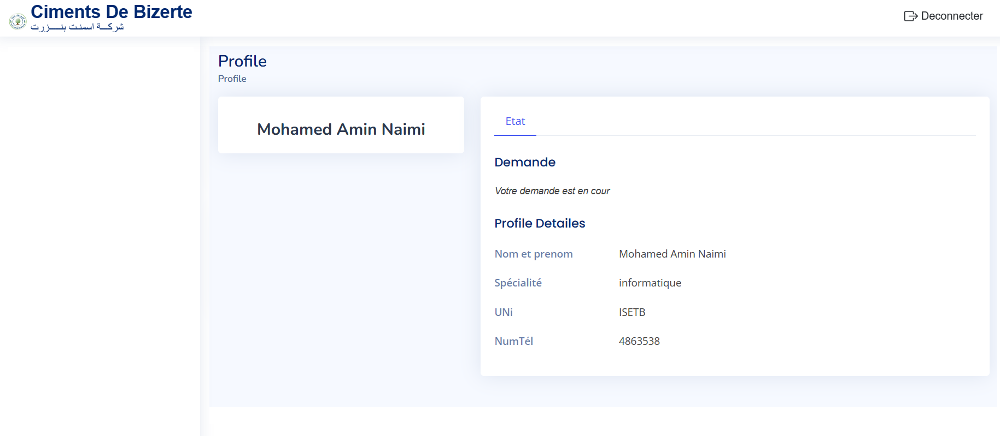 Ciments De Bizerte
شركة اسمنت بنزرت
Deconnecter
Profile
Profile
Mohamed Amin Naimi
Etat
Demande
Votre demande est en cour
Profile Detailes
Nom et prenom Mohamed Amin Naimi
Spécialité informatique
UNi ISETB
NumTél 4863538